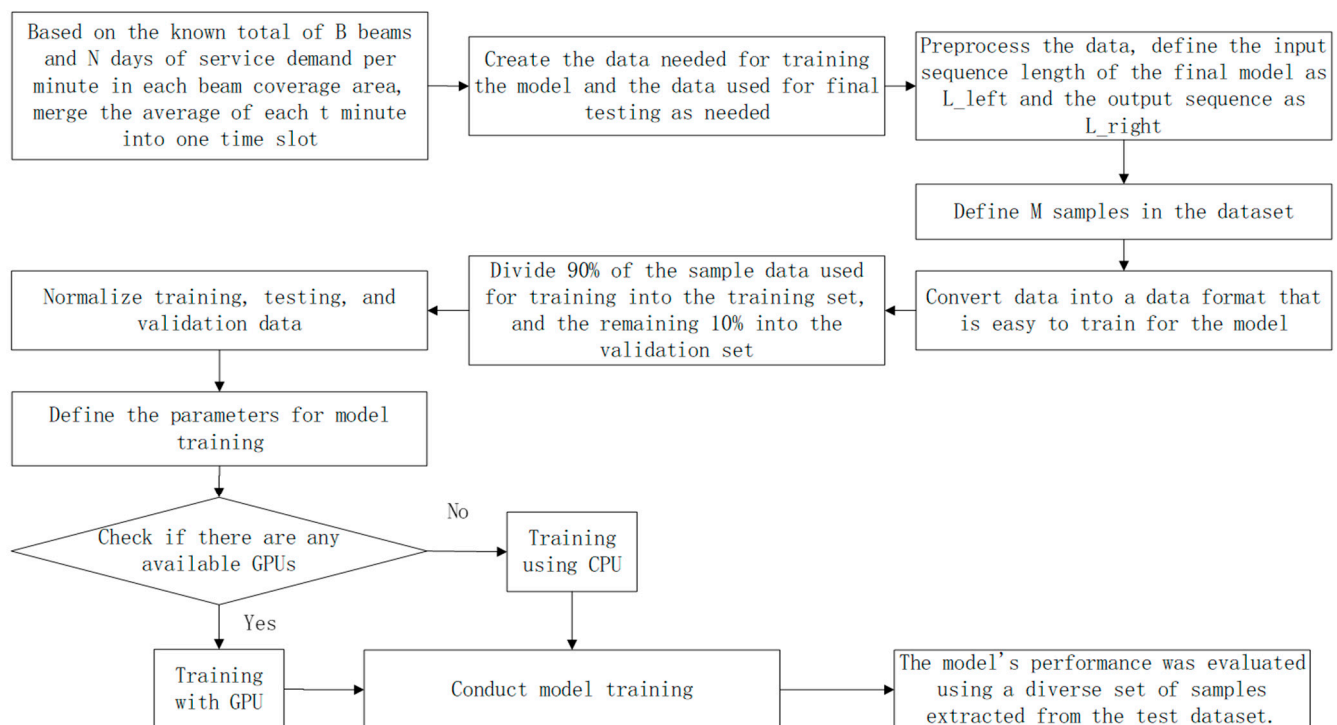 Based on the known total of B beams
and N days of service demand per
minute in each beam coverage area,
merge the average of each t minute
into one time slot
Create the data needed for training
the model and the data used for final
testing as needed
Preprocess the data, define the input
sequence length of the final model as
L_left and the output sequence as
L_right
Define M samples in the dataset
Convert data into a data format that
is easy to train for the model
Divide 90% of the sample data used
for training into the training set,
and the remaining 10% into the
validation set
Normalize training, testing, and
validation data
Define the parameters for model
training
Check if there are any
available GPUs
No
Training
using CPU
Yes
Training
with GPU
Conduct model training
The model's performance was evaluated
using a diverse set of samples
extracted from the test dataset.